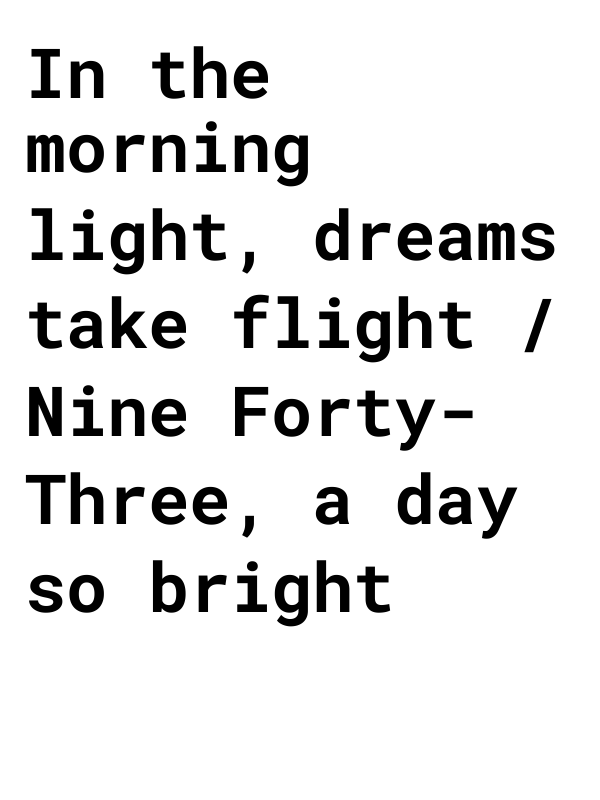 In the
morning
light, dreams
take flight /
Nine Forty-
Three, a day
so bright